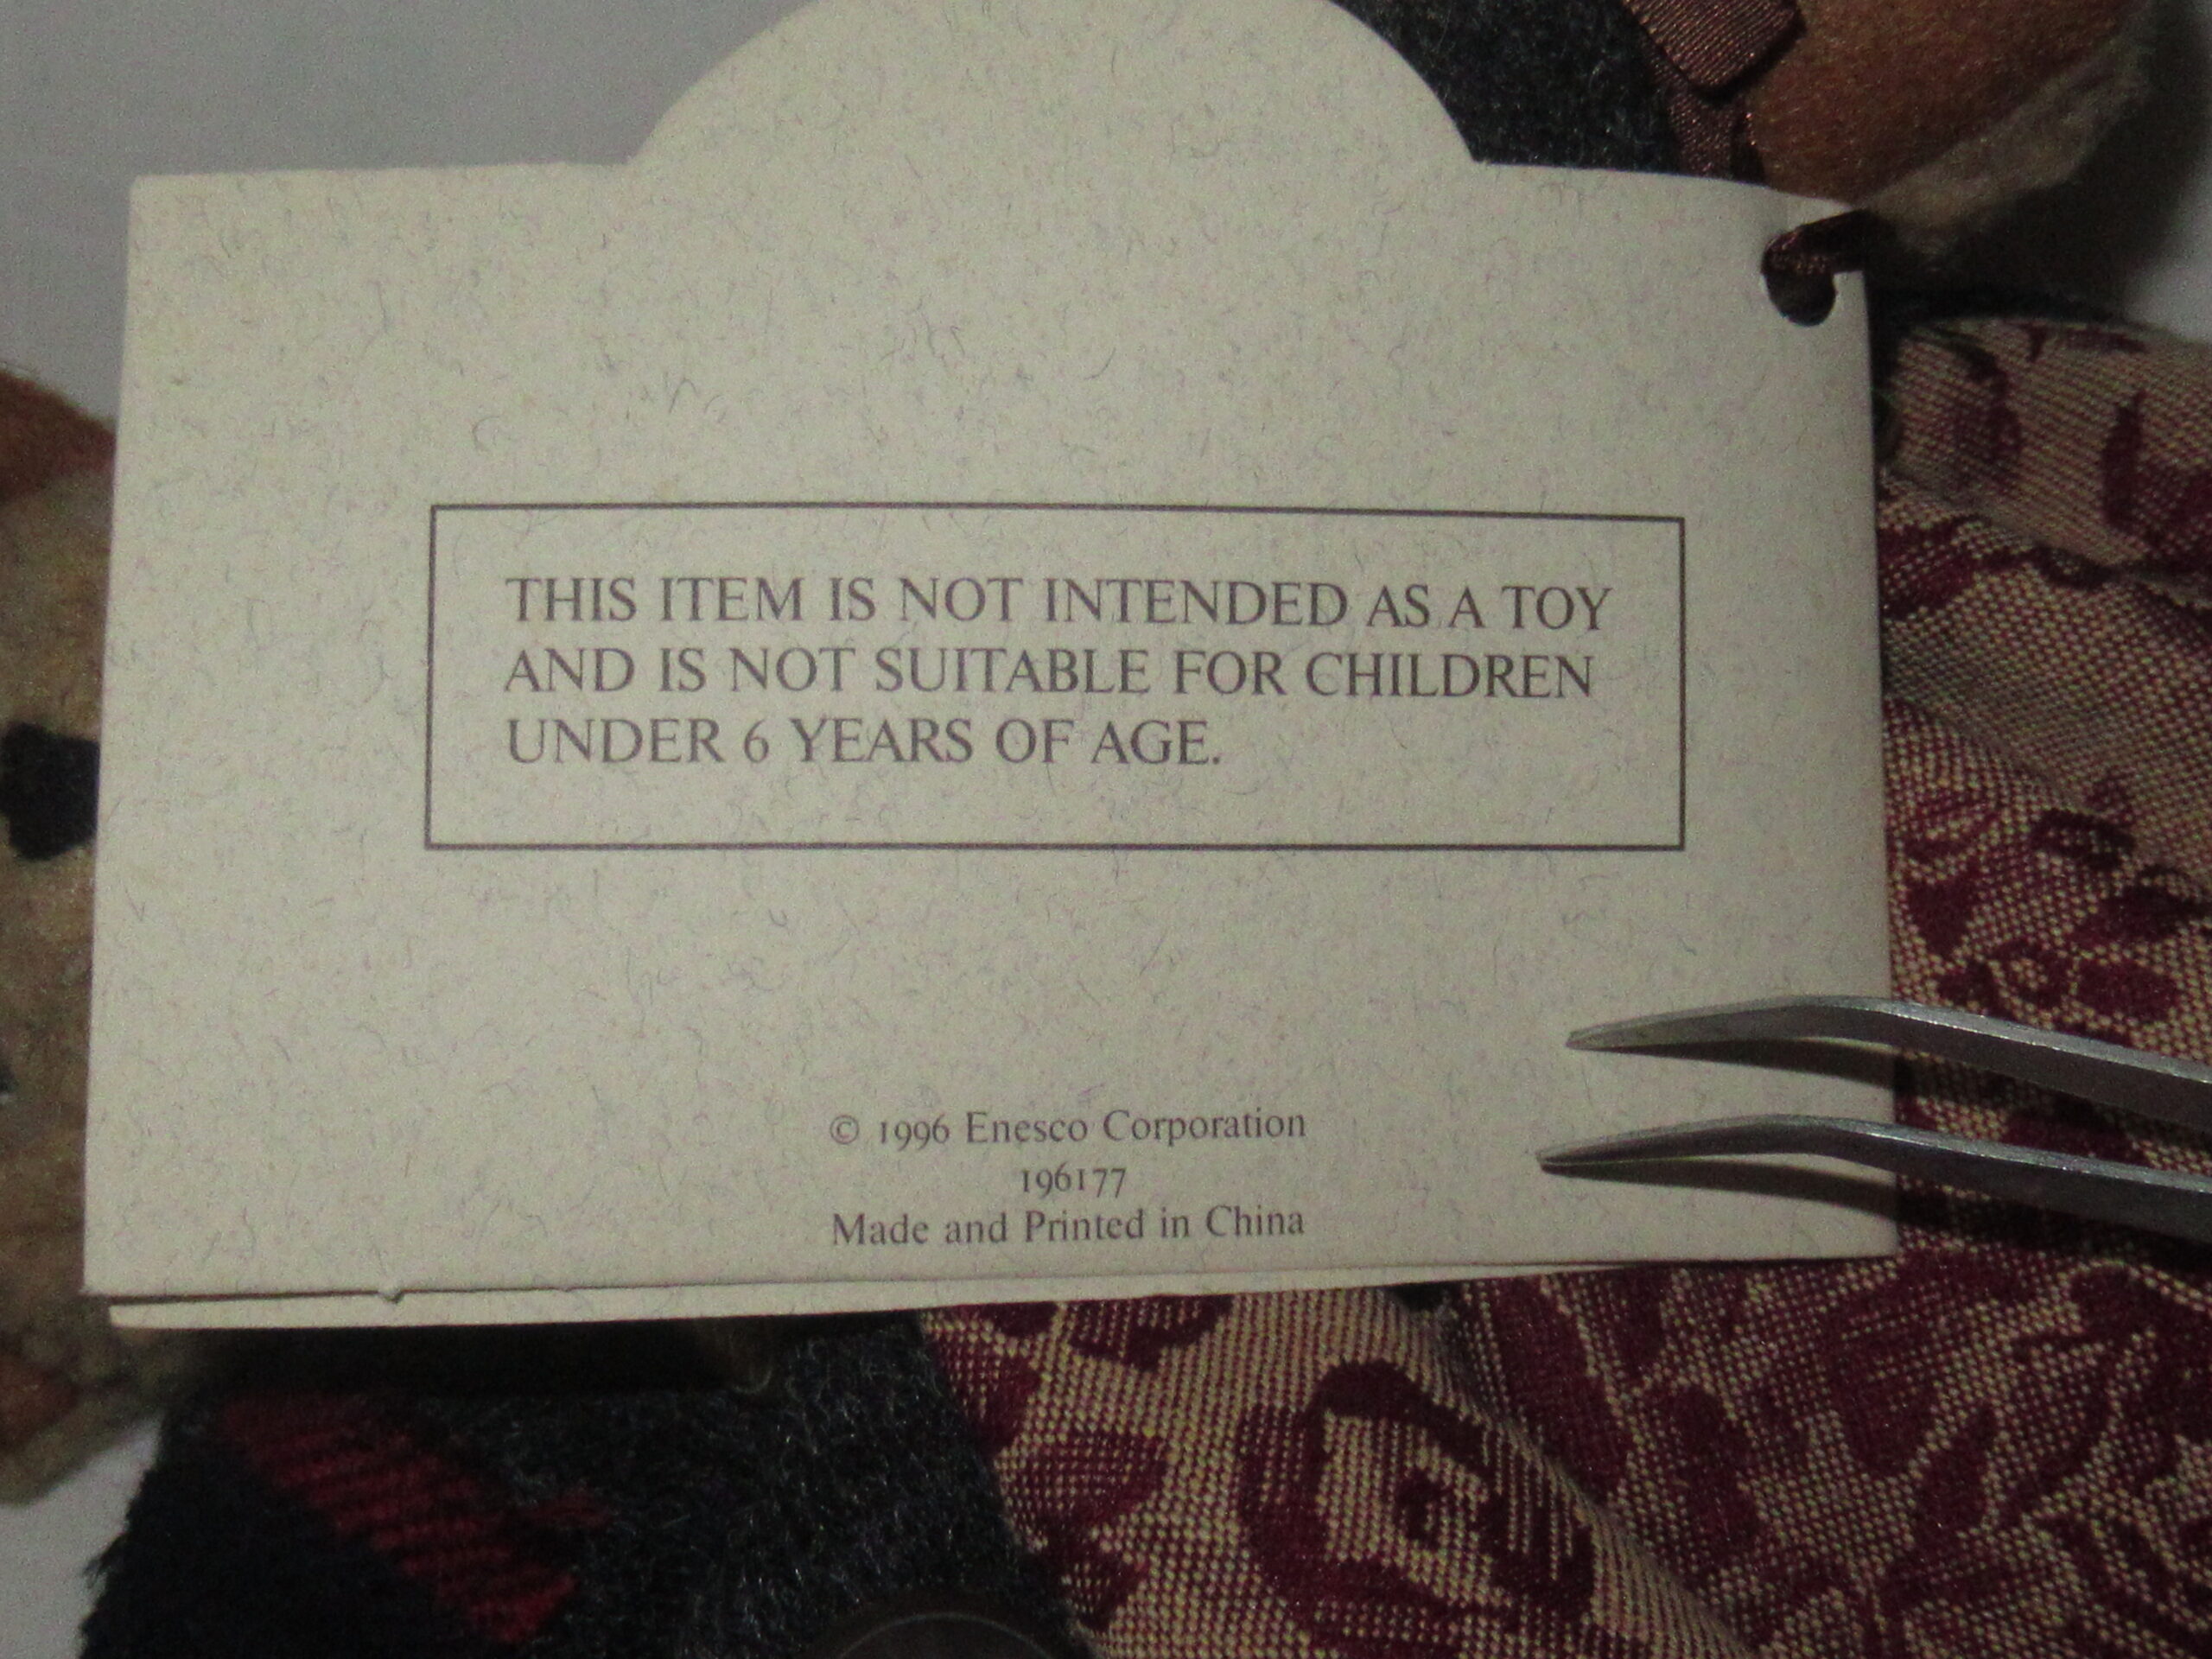 THIS ITEM IS NOT INTENDED AS A TOY
AND IS NOT SUITABLE FOR CHILDREN
UNDER 6 YEARS OF AGE.
© 1996 Enesco Corporation
196177
Made and Printed in China